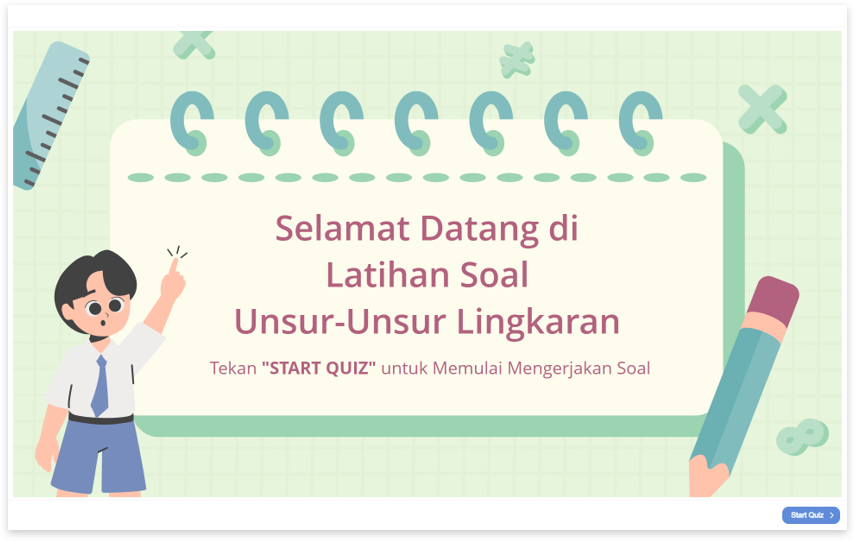 Selamat Datang di
Latihan Soal
Unsur-Unsur Lingkaran
Tekan "START QUIZ" untuk Memulai Mengerjakan Soal
Start Quiz